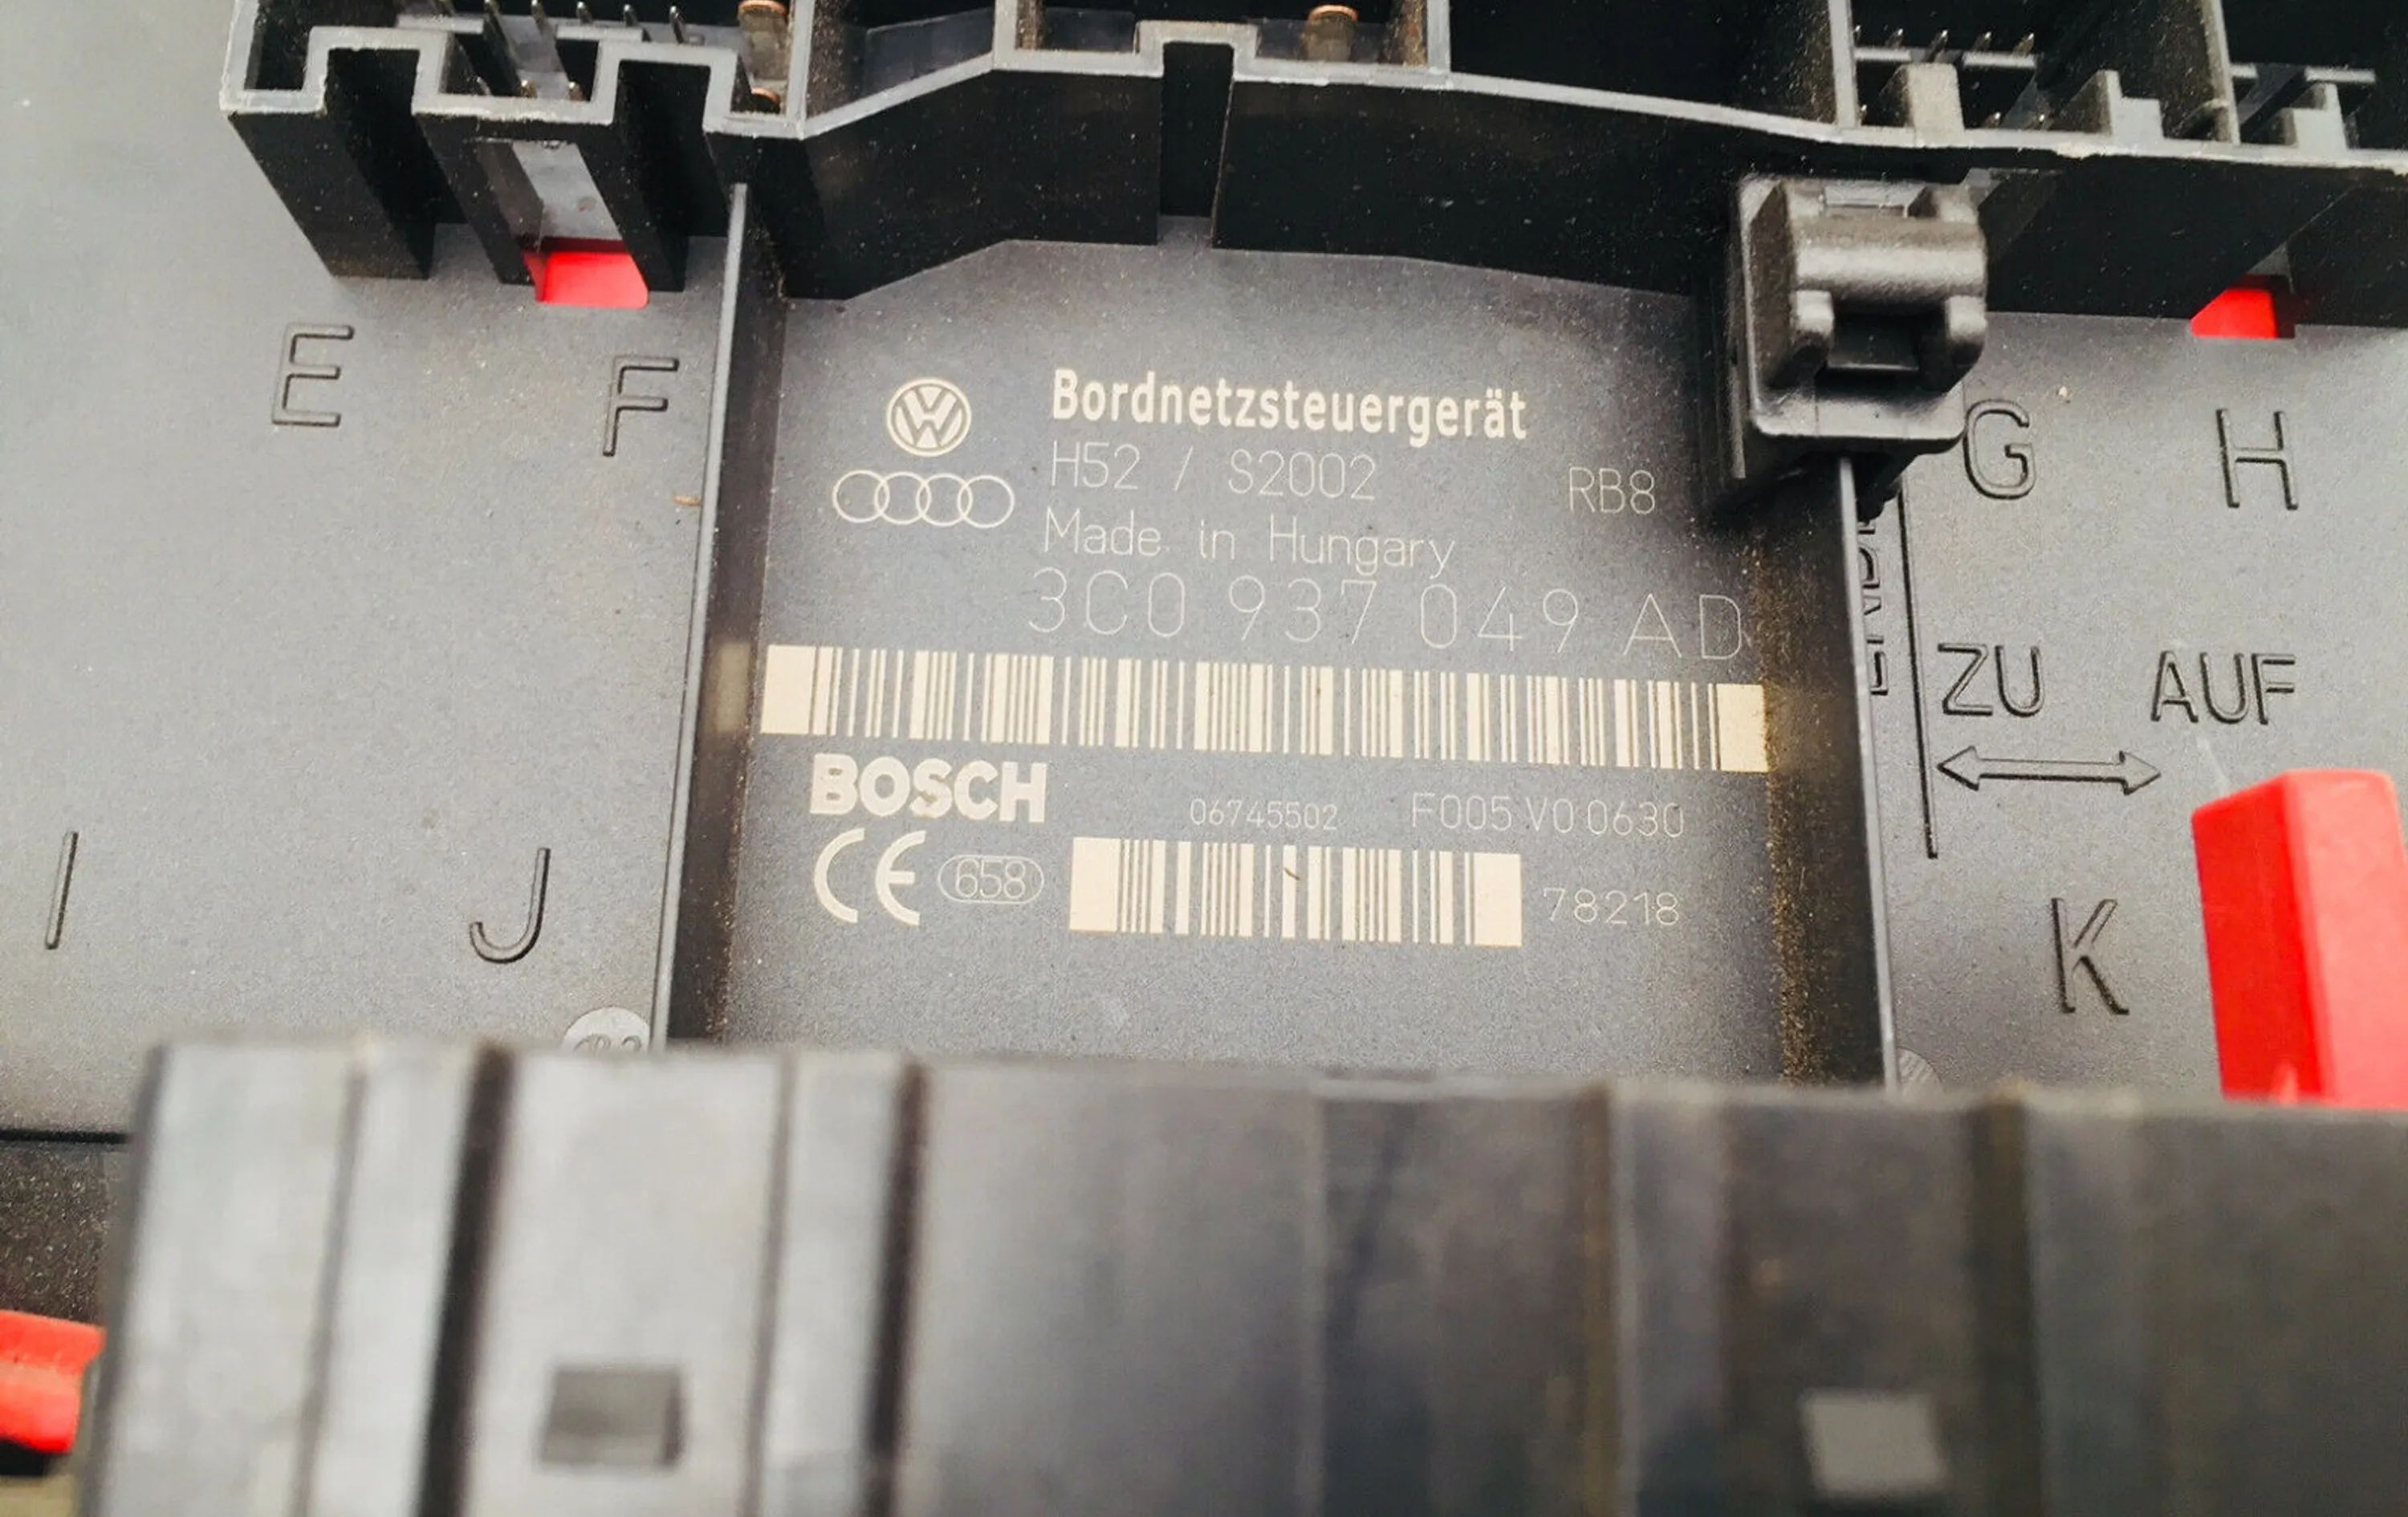 E F
Bordnetzsteuergerät
H52 / S2002 RB8
Made in Hungary
3C0 937 049 AD
G H
ZU AUF
BOSCH 06745502 F005 V0 0630
CE 658 78218
I J K